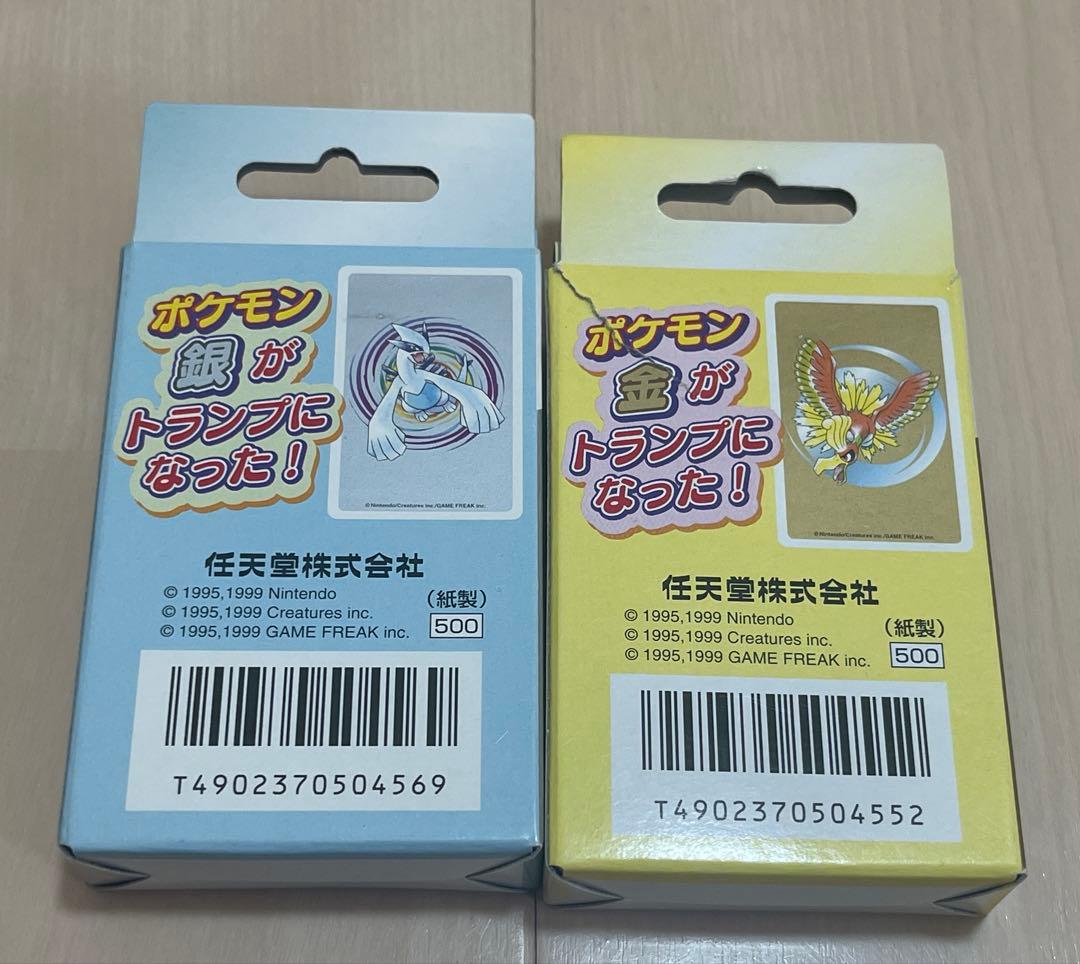 ポケモン
銀が
トランプに
なった!
© Nintendo/Creatures inc./GAME FREAK inc.
任天堂株式会社
© 1995,1999 Nintendo
© 1995,1999 Creatures inc.
© 1995,1999 GAME FREAK inc.
(紙製)
500
T4902370504569
ポケモン
金が
トランプに
なった!
© Nintendo/Creatures inc./GAME FREAK inc.
任天堂株式会社
© 1995,1999 Nintendo
© 1995,1999 Creatures inc.
© 1995,1999 GAME FREAK inc.
(紙製)
500
T4902370504552